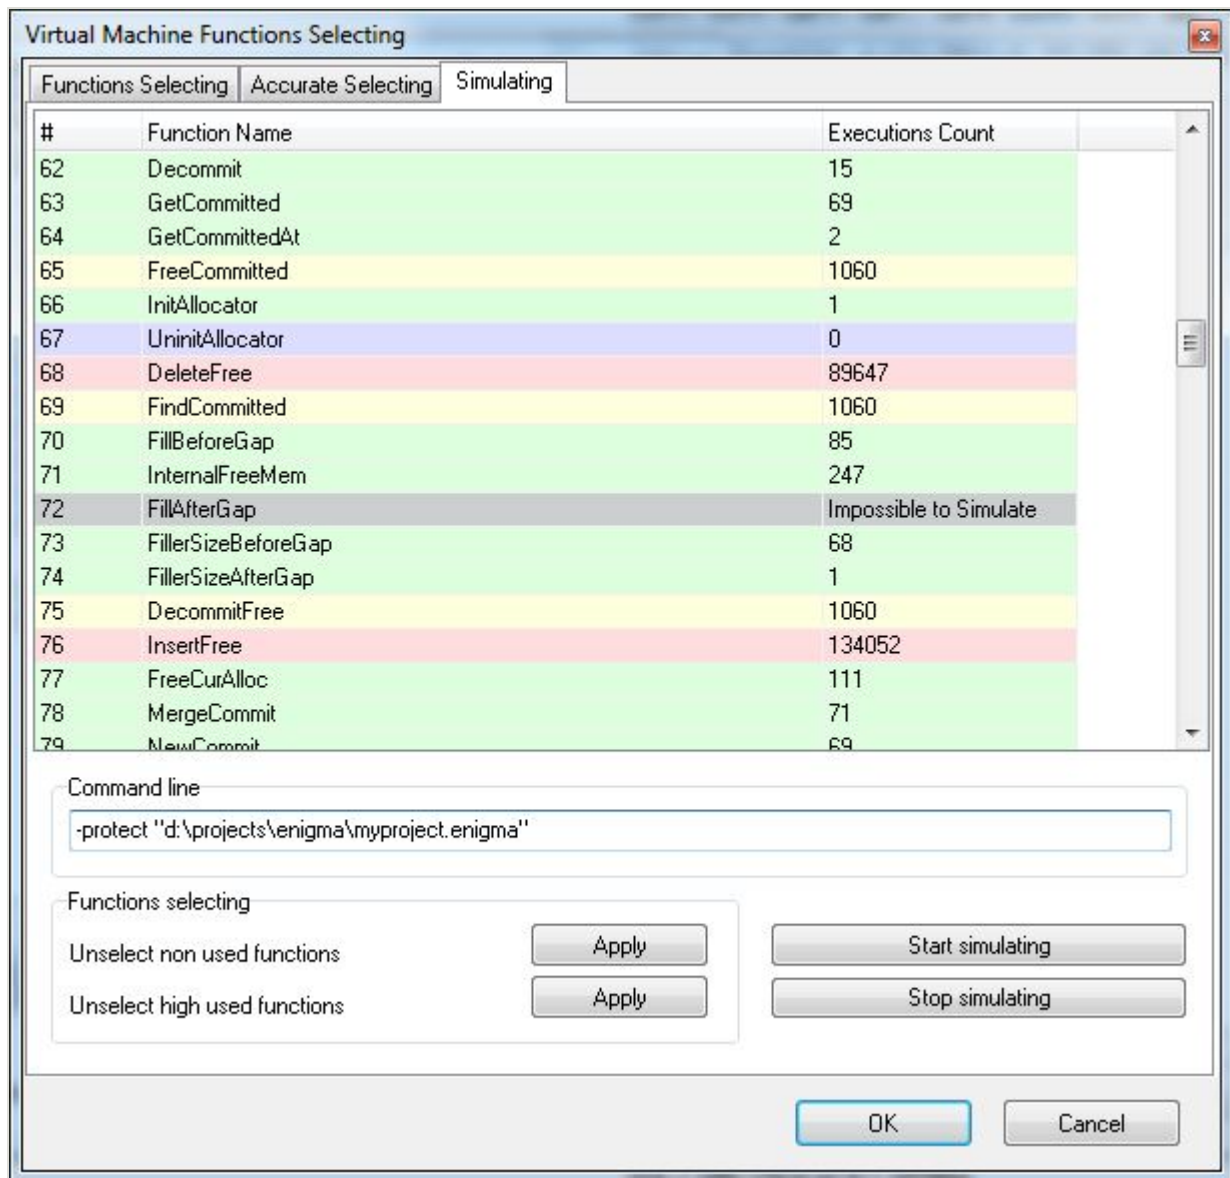 Virtual Machine Functions Selecting
Functions Selecting Accurate Selecting Simulating
# Function Name Executions Count
62 Decommit 15
63 GetCommitted 69
64 GetCommittedAt 2
65 FreeCommitted 1060
66 InitAllocator 1
67 UninitAllocator 0
68 DeleteFree 89647
69 FindCommitted 1060
70 FillBeforeGap 85
71 InternalFreeMem 247
72 FillAfterGap Impossible to Simulate
73 FillerSizeBeforeGap 68
74 FillerSizeAfterGap 1
75 DecommitFree 1060
76 InsertFree 134052
77 FreeCurAlloc 111
78 MergeCommit 71
79 NewCommit 69
Command line
-protect "d:\projects\enigma\myproject.enigma"
Functions selecting
Unselect non used functions Apply Start simulating
Unselect high used functions Apply Stop simulating
OK Cancel